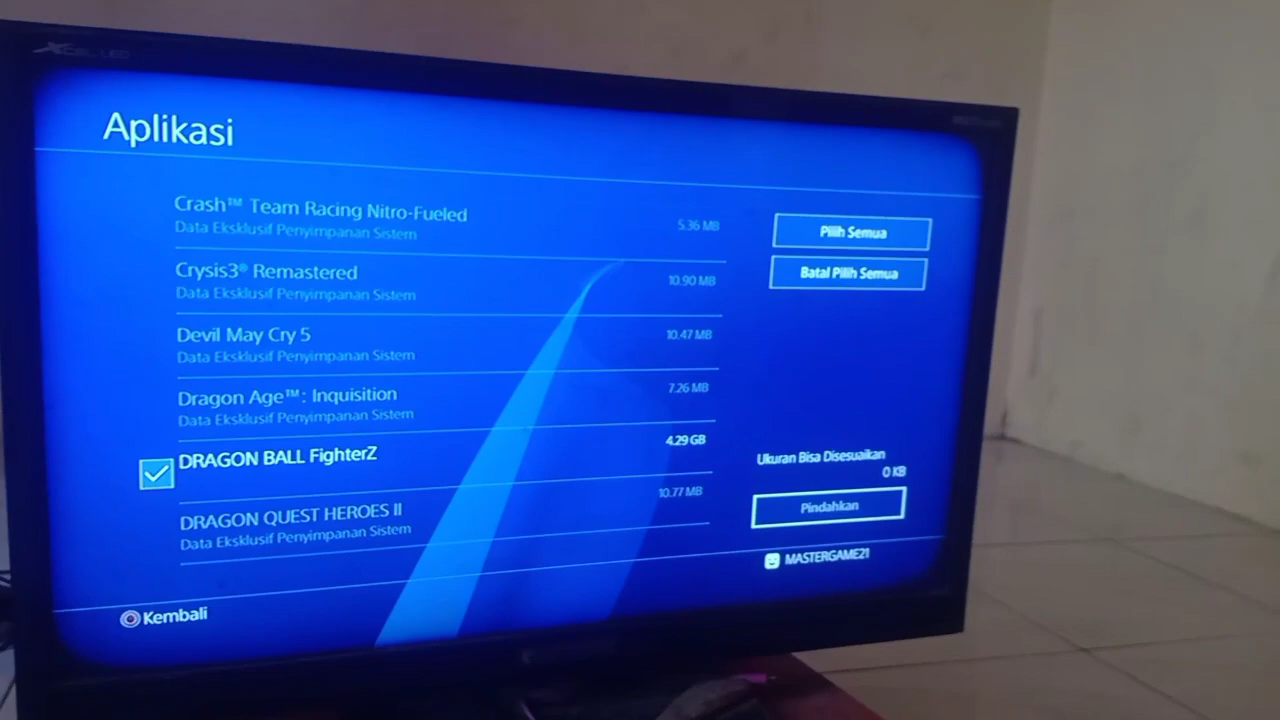 XCELLED
Aplikasi
Crash™ Team Racing Nitro-Fueled
Data Eksklusif Penyimpanan Sistem
5.36 MB
Crysis3® Remastered
Data Eksklusif Penyimpanan Sistem
10.90 MB
Devil May Cry 5
Data Eksklusif Penyimpanan Sistem
10.47 MB
Dragon Age™: Inquisition
Data Eksklusif Penyimpanan Sistem
7.26 MB
DRAGON BALL FighterZ
4.29 GB
DRAGON QUEST HEROES II
Data Eksklusif Penyimpanan Sistem
10.77 MB
Pilih Semua
Batal Pilih Semua
Ukuran Bisa Disesuaikan
0 KB
Pindahkan
MASTERGAME21
Kembali